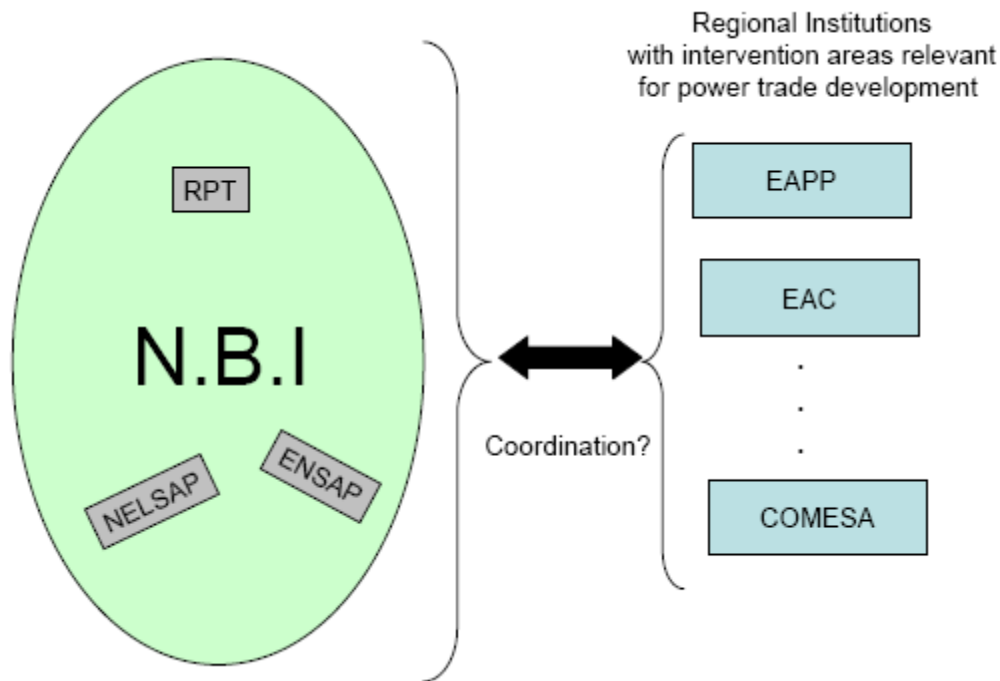 Regional Institutions
with intervention areas relevant
for power trade development
RPT
N.B.I
NELSAP
ENSAP
Coordination?
EAPP
EAC
.
.
.
COMESA